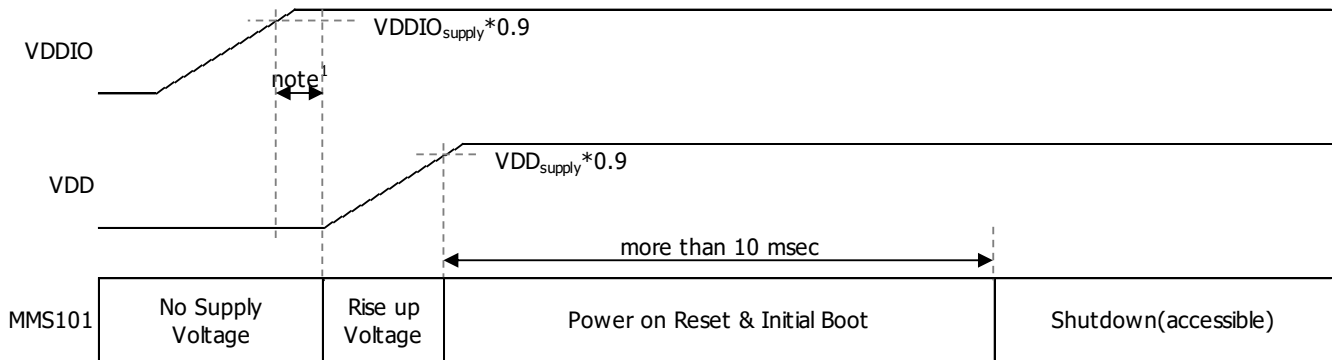 VDDIO
VDDIOsupply*0.9
note1
VDD
VDDsupply*0.9
more than 10 msec
MMS101
No Supply
Voltage
Rise up
Voltage
Power on Reset & Initial Boot
Shutdown(accessible)